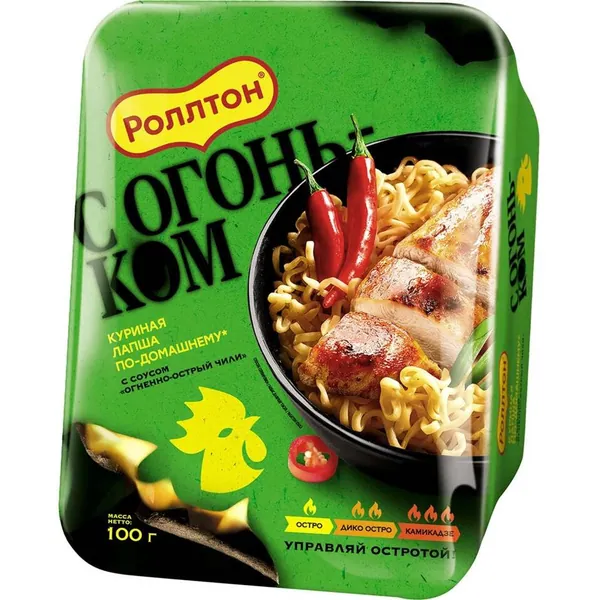 РОЛЛТОН®
С ОГОНЬ-
КОМ
КУРИНАЯ
ЛАПША
ПО-ДОМАШНЕМУ*
С СОУСОМ
«ОГНЕННО-ОСТРЫЙ ЧИЛИ»
МАССА
НЕТТО:
100 Г
ОСТРО
ДИКО ОСТРО
КАМИКАДЗЕ
УПРАВЛЯЙ ОСТРОТОЙ!
С ОГОНЬ-
КОМ
РОЛЛТОН